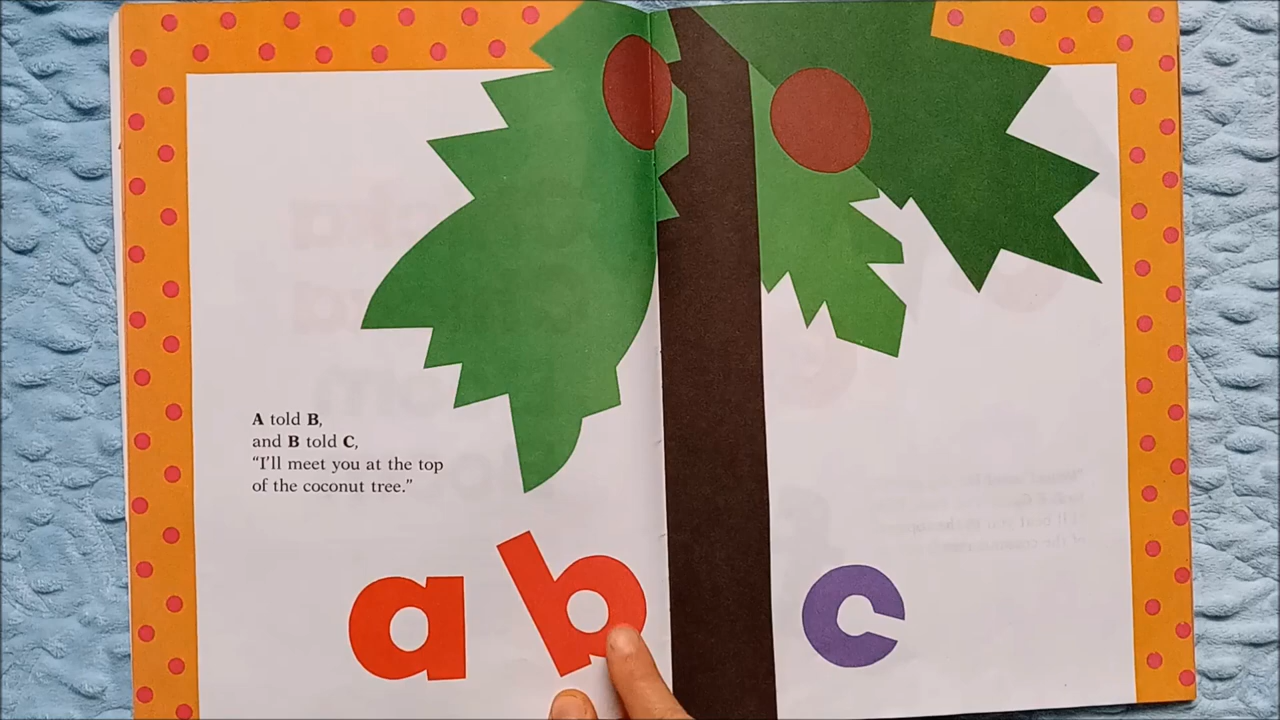 A told B,
and B told C,
“I’ll meet you at the top
of the coconut tree.”
a b c